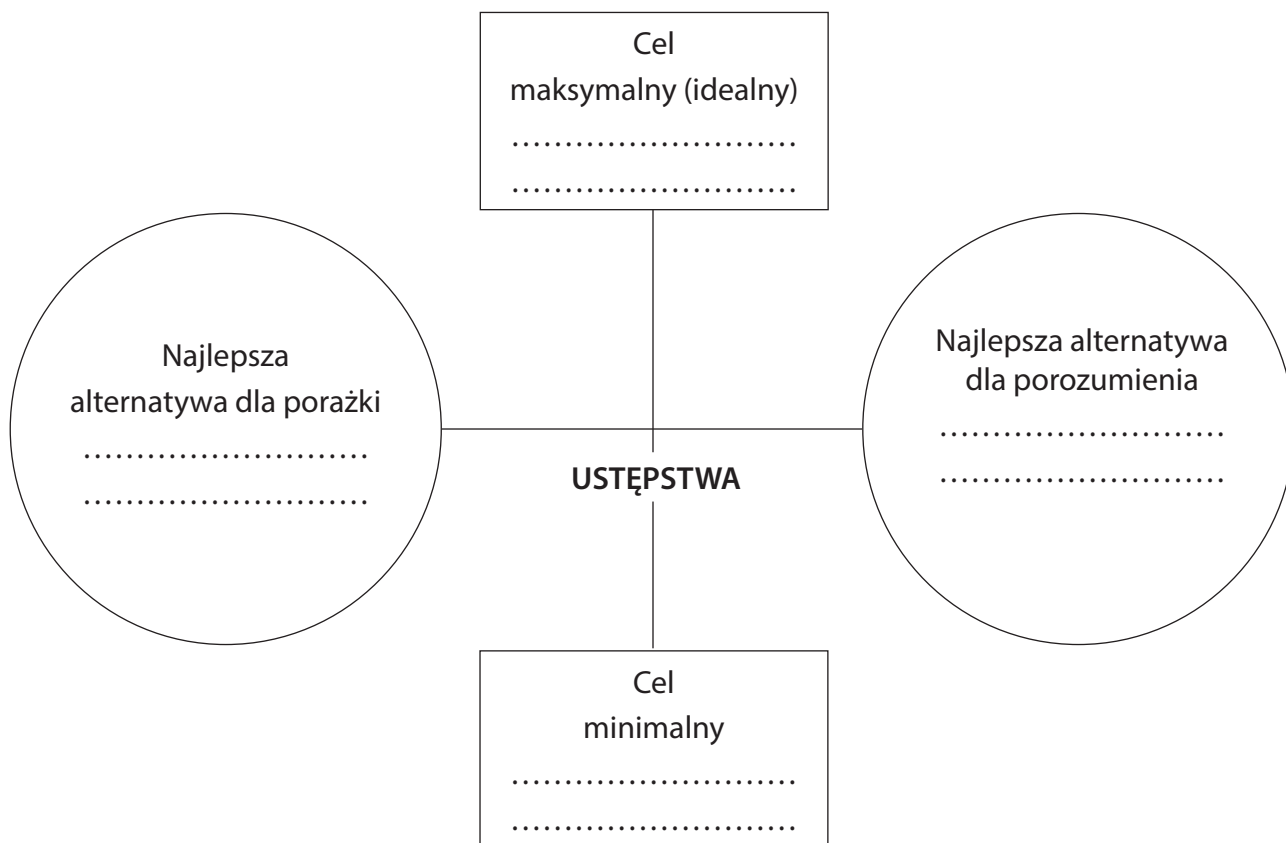 Cel
maksymalny (idealny)
...........................
...........................
Najlepsza
alternatywa dla porażki
...........................
...........................
Najlepsza alternatywa
dla porozumienia
...........................
...........................
USTĘPSTWA
Cel
minimalny
...........................
...........................